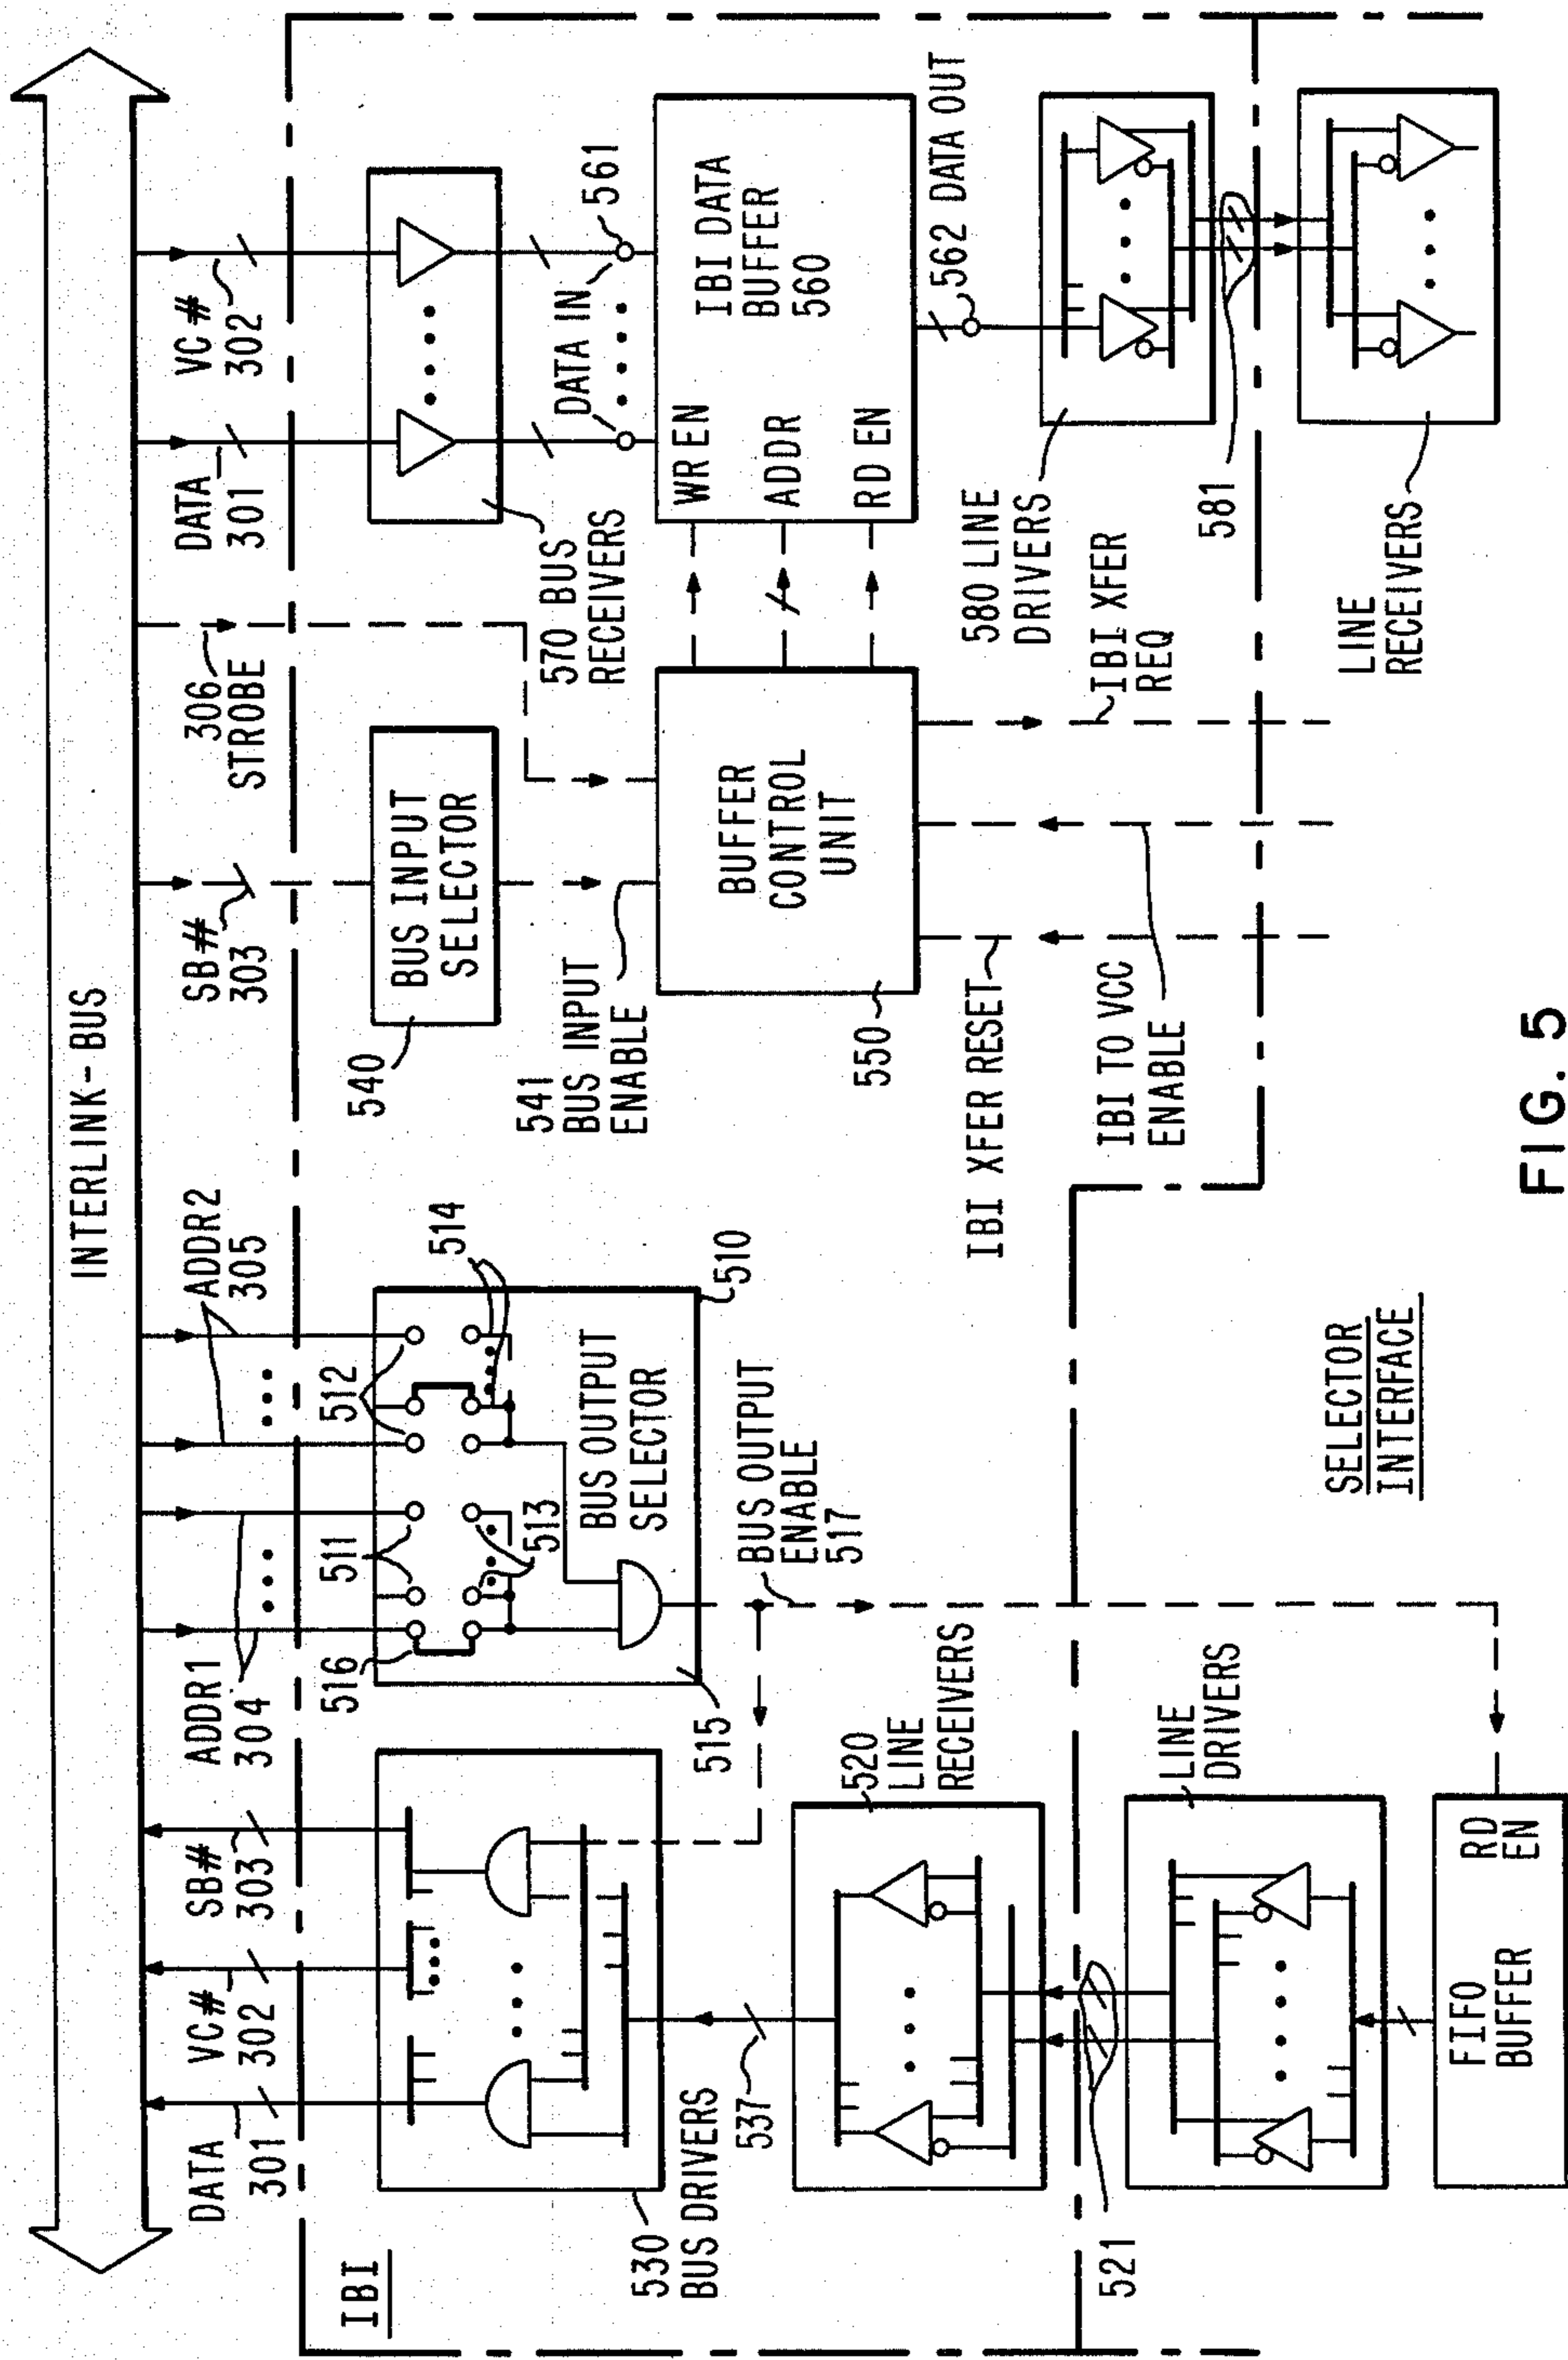 INTERLINK-BUS
DATA
301
VC#
302
SB#
303
ADDR1
304
ADDR2
305
SB#
303
306
STROBE
DATA
301
VC#
302
IBI
530
BUS DRIVERS
516
511
512
513
514
BUS OUTPUT
SELECTOR
510
515
BUS OUTPUT
ENABLE
517
537
520
LINE
RECEIVERS
521
LINE
DRIVERS
FIFO
BUFFER
RD
EN
540
BUS INPUT
SELECTOR
541
BUS INPUT
ENABLE
BUFFER
CONTROL
UNIT
550
IBI XFER RESET
IBI TO VCC
ENABLE
IBI XFER
REQ
570 BUS
RECEIVERS
DATA IN
561
WR EN
ADDR
RD EN
IBI DATA
BUFFER
560
562 DATA OUT
580 LINE
DRIVERS
581
LINE
RECEIVERS
SELECTOR
INTERFACE
FIG. 5